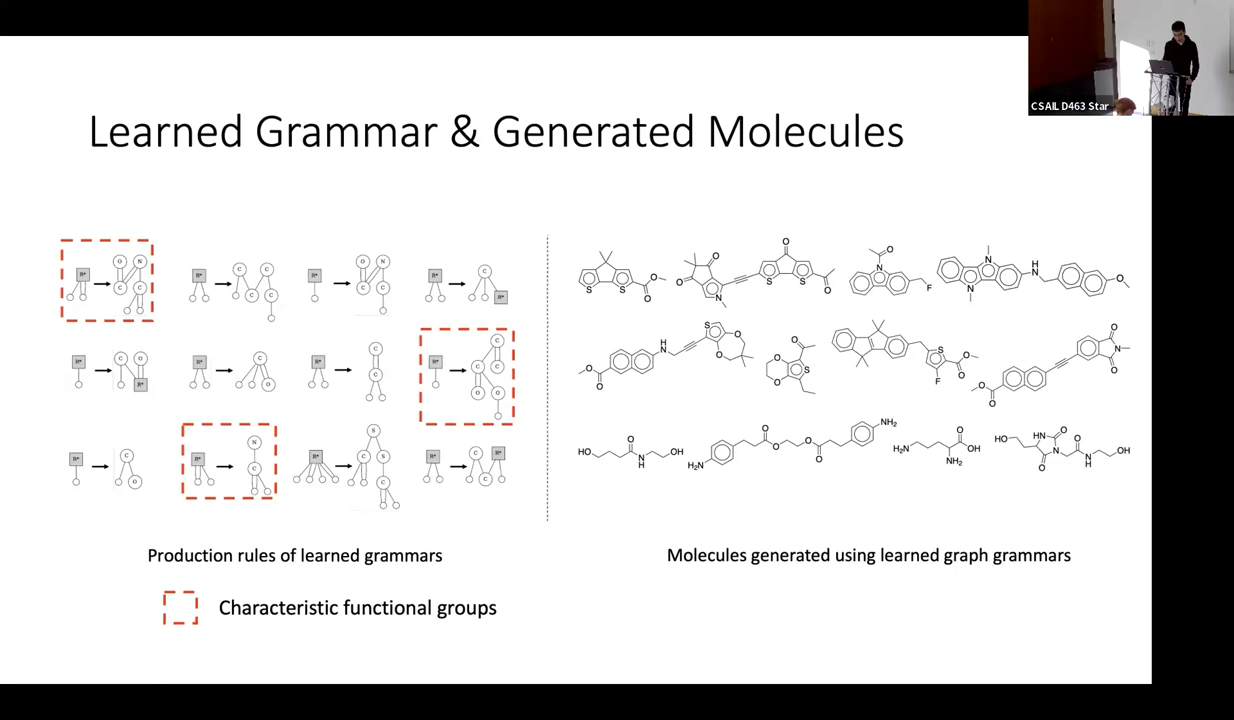 CSAIL D463 Star
Learned Grammar & Generated Molecules
Production rules of learned grammars
Characteristic functional groups
Molecules generated using learned graph grammars